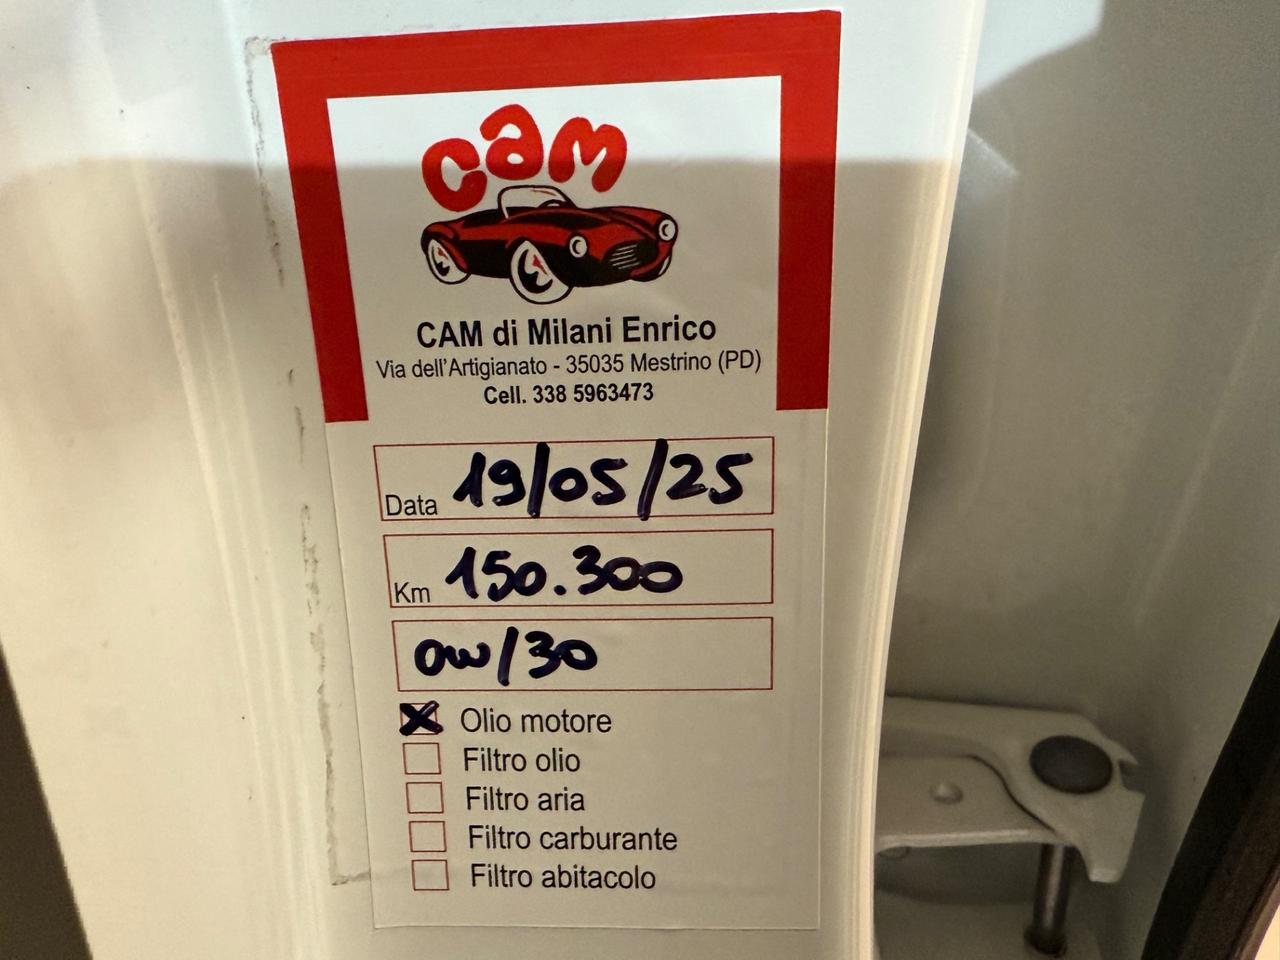 cam
CAM di Milani Enrico
Via dell'Artigianato - 35035 Mestrino (PD)
Cell. 338 5963473
Data 19/05/25
Km 150.300
0w/30
X Olio motore
Filtro olio
Filtro aria
Filtro carburante
Filtro abitacolo